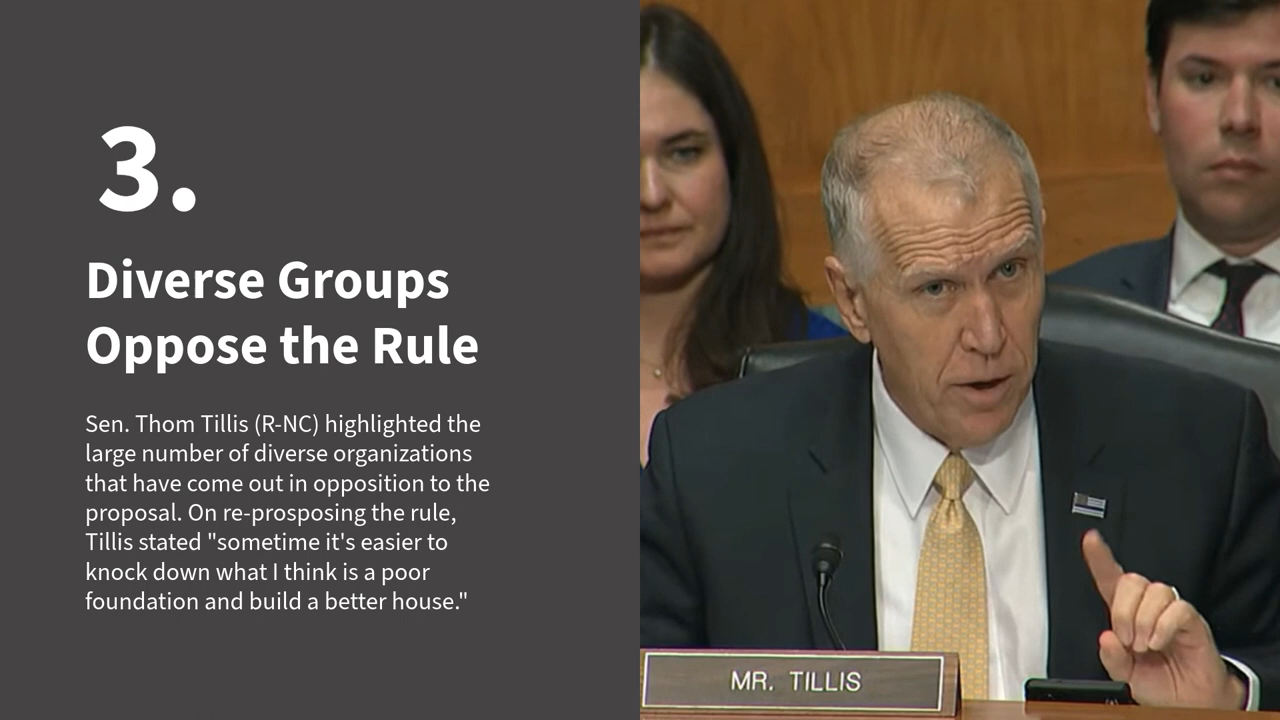 3.
Diverse Groups
Oppose the Rule
Sen. Thom Tillis (R-NC) highlighted the
large number of diverse organizations
that have come out in opposition to the
proposal. On re-prosposing the rule,
Tillis stated "sometime it's easier to
knock down what I think is a poor
foundation and build a better house."
MR. TILLIS